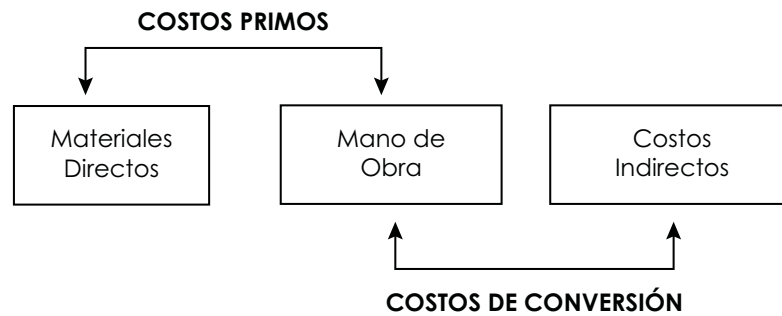 COSTOS PRIMOS
Materiales
Directos
Mano de
Obra
Costos
Indirectos
COSTOS DE CONVERSIÓN